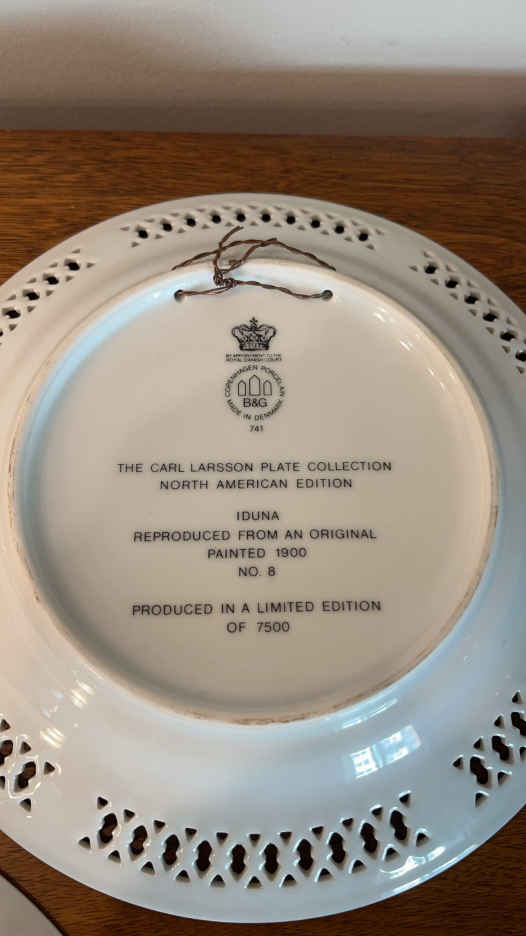 BY APPOINTMENT TO THE
ROYAL DANISH COURT
COPENHAGEN PORCELAIN
B&G
MADE IN DENMARK
741
THE CARL LARSSON PLATE COLLECTION
NORTH AMERICAN EDITION
IDUNA
REPRODUCED FROM AN ORIGINAL
PAINTED 1900
NO. 8
PRODUCED IN A LIMITED EDITION
OF 7500